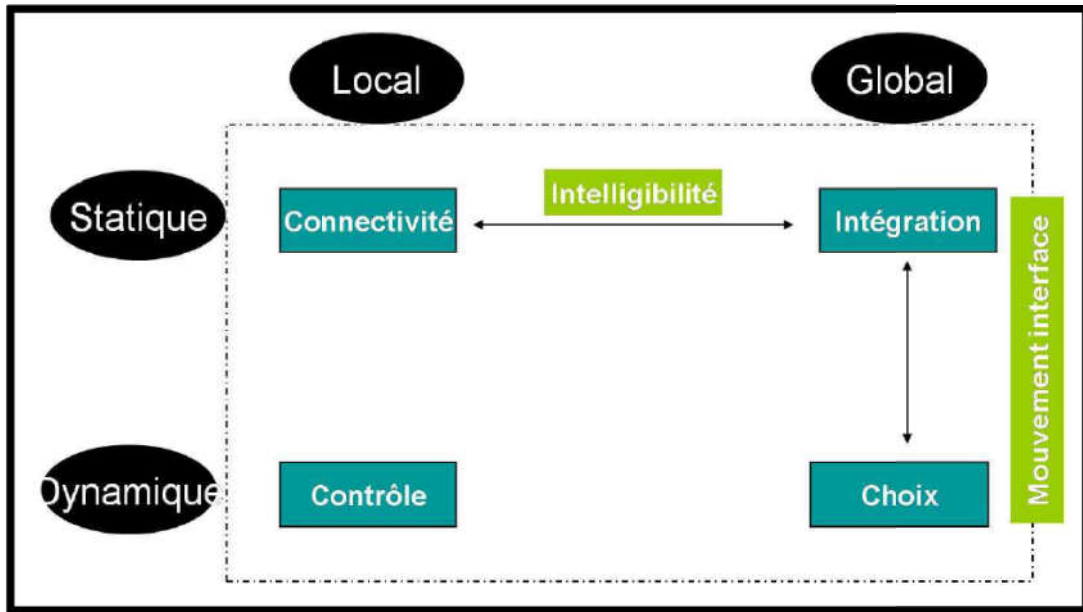 Local
Global
Statique
Connectivité
Intelligibilité
Intégration
Mouvement interface
Dynamique
Contrôle
Choix